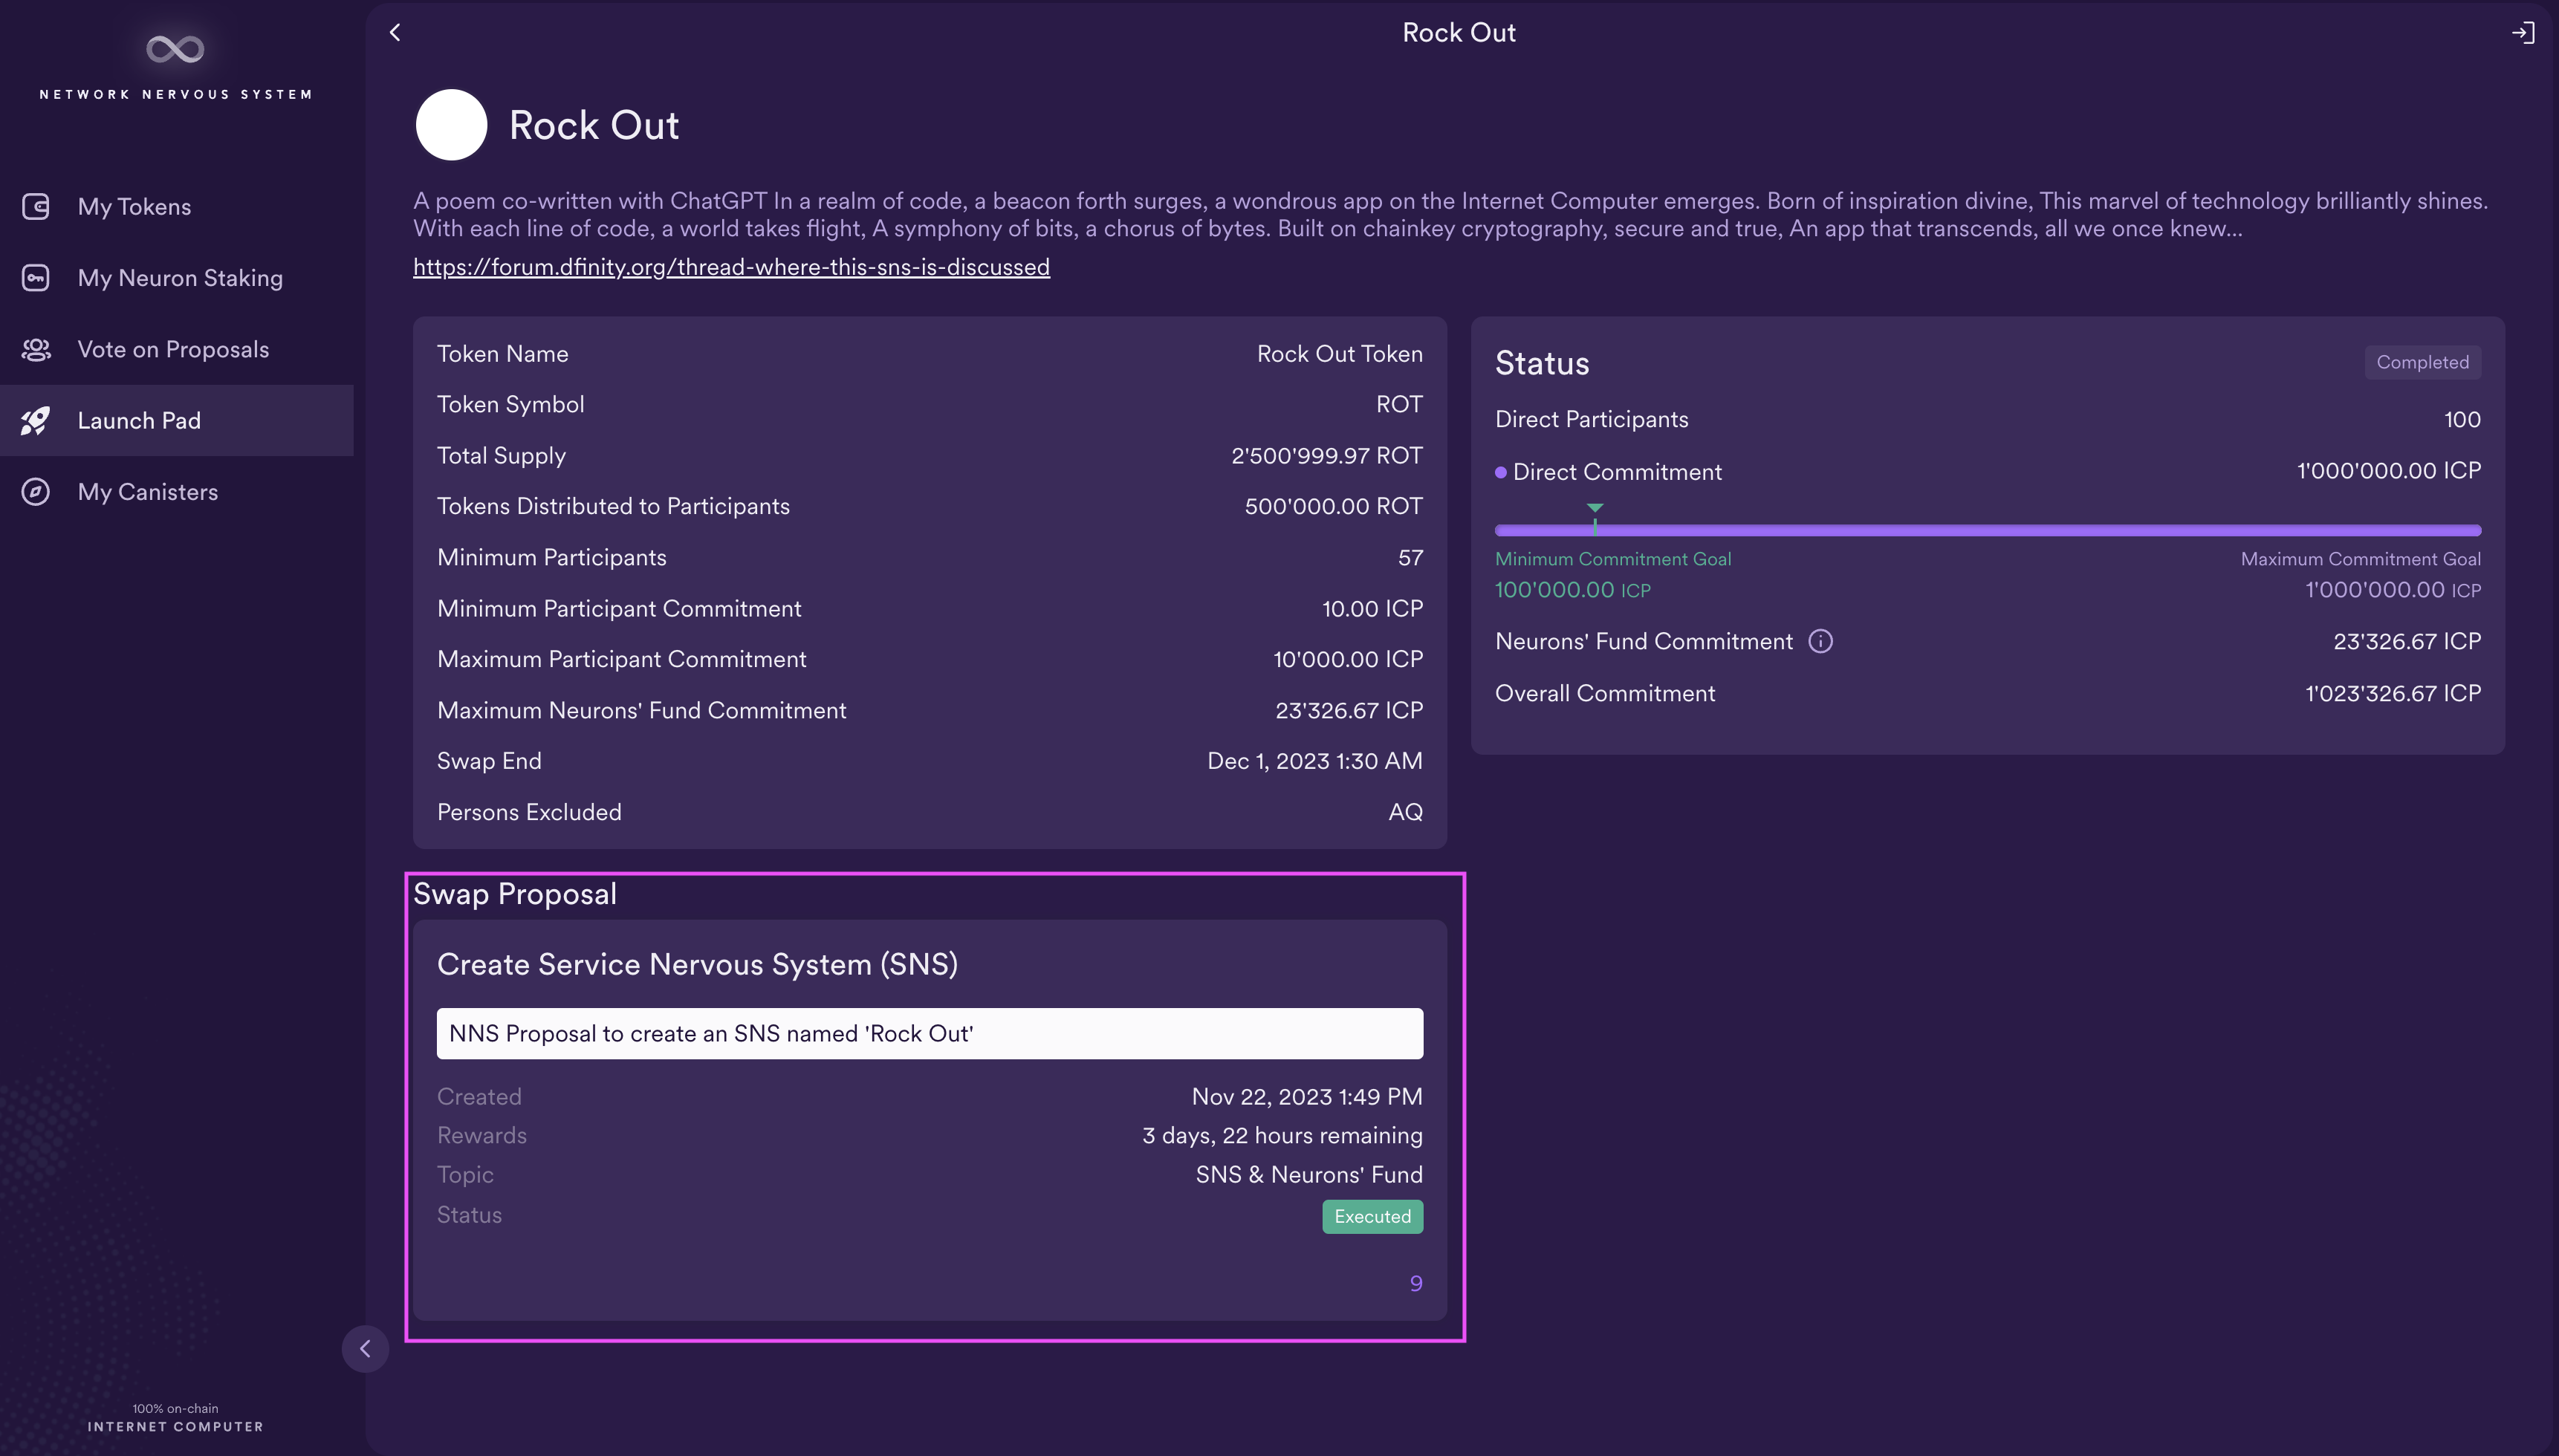 Rock Out
NETWORK NERVOUS SYSTEM
My Tokens
My Neuron Staking
Vote on Proposals
Launch Pad
My Canisters
100% on-chain
INTERNET COMPUTER
Rock Out
A poem co-written with ChatGPT In a realm of code, a beacon forth surges, a wondrous app on the Internet Computer emerges. Born of inspiration divine, This marvel of technology brilliantly shines.
With each line of code, a world takes flight, A symphony of bits, a chorus of bytes. Built on chainkey cryptography, secure and true, An app that transcends, all we once knew...
https://forum.dfinity.org/thread-where-this-sns-is-discussed
Token Name Rock Out Token
Token Symbol ROT
Total Supply 2'500'999.97 ROT
Tokens Distributed to Participants 500'000.00 ROT
Minimum Participants 57
Minimum Participant Commitment 10.00 ICP
Maximum Participant Commitment 10'000.00 ICP
Maximum Neurons' Fund Commitment 23'326.67 ICP
Swap End Dec 1, 2023 1:30 AM
Persons Excluded AQ
Status Completed
Direct Participants 100
Direct Commitment 1'000'000.00 ICP
Minimum Commitment Goal Maximum Commitment Goal
100'000.00 ICP 1'000'000.00 ICP
Neurons' Fund Commitment 23'326.67 ICP
Overall Commitment 1'023'326.67 ICP
Swap Proposal
Create Service Nervous System (SNS)
NNS Proposal to create an SNS named 'Rock Out'
Created Nov 22, 2023 1:49 PM
Rewards 3 days, 22 hours remaining
Topic SNS & Neurons' Fund
Status Executed
9